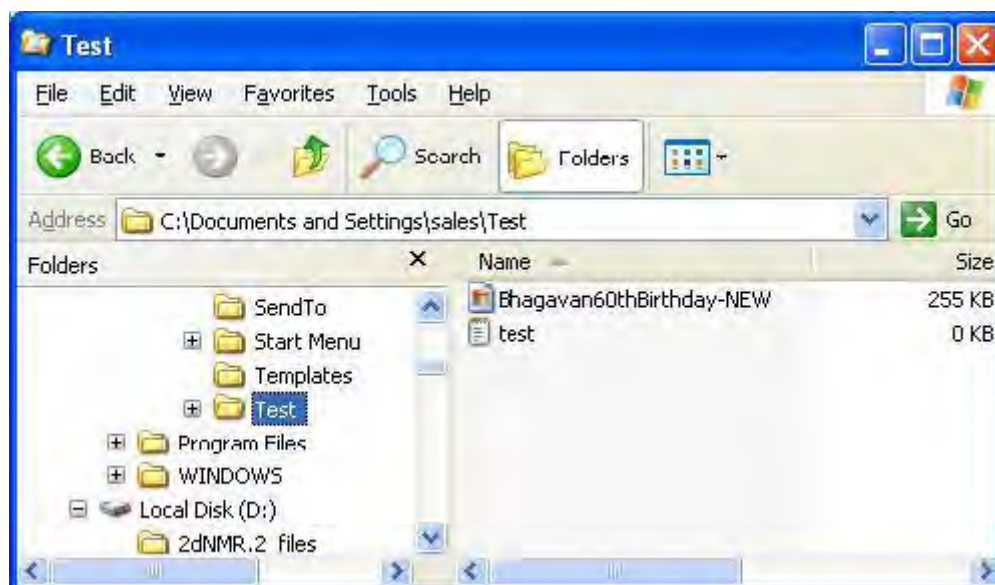 Test
File Edit View Favorites Tools Help
Back Search Folders
Address C:\Documents and Settings\sales\Test Go
Folders Name Size
SendTo
Start Menu
Templates
Test
Program Files
WINDOWS
Local Disk (D:)
2dNMR.2_files
Bhagavan60thBirthday-NEW 255 KB
test 0 KB